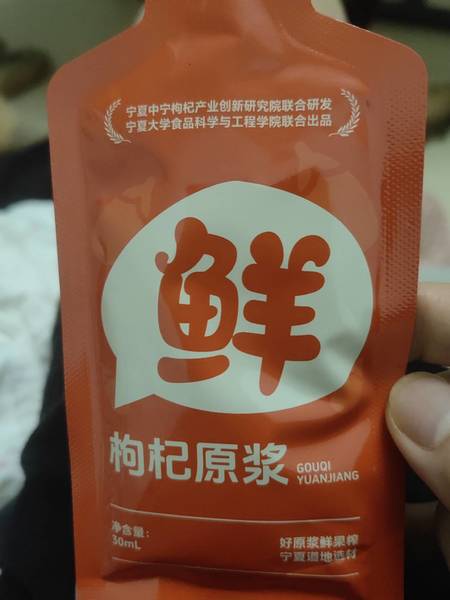 宁夏中宁枸杞产业创新研究院联合研发
宁夏大学食品科学与工程学院联合出品
鲜
枸杞原浆
GOUQI
YUANJIANG
净含量:
30mL
好原浆鲜果榨
宁夏道地选材